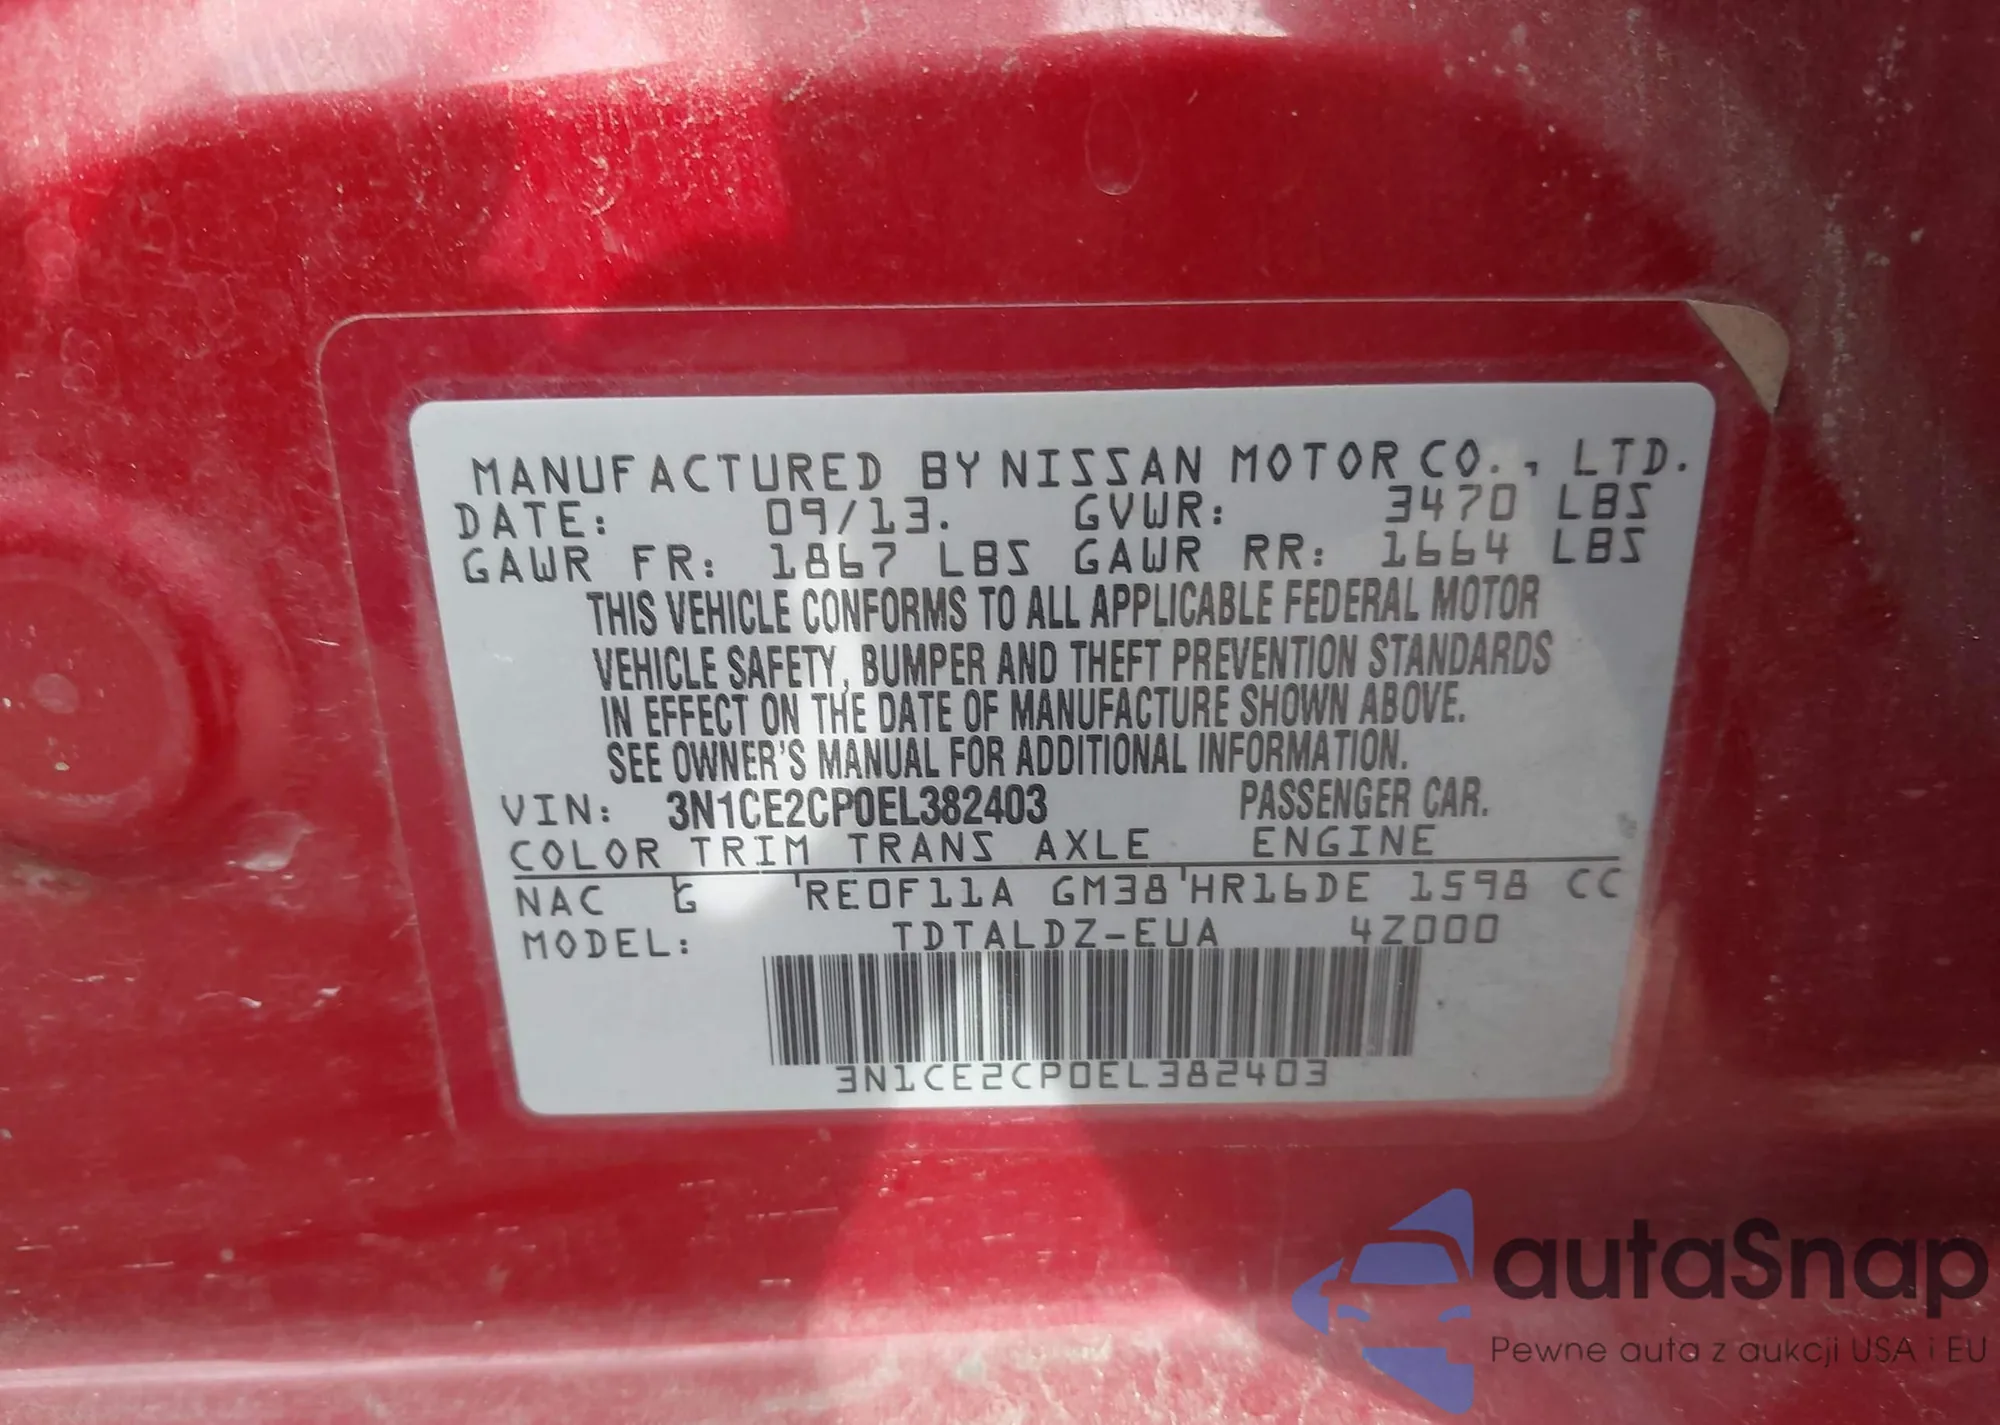 MANUFACTURED BY NISSAN MOTOR CO., LTD.
DATE: 09/13. GVWR: 3470 LBS
GAWR FR: 1867 LBS GAWR RR: 1664 LBS
THIS VEHICLE CONFORMS TO ALL APPLICABLE FEDERAL MOTOR
VEHICLE SAFETY, BUMPER AND THEFT PREVENTION STANDARDS
IN EFFECT ON THE DATE OF MANUFACTURE SHOWN ABOVE.
SEE OWNER'S MANUAL FOR ADDITIONAL INFORMATION.
VIN: 3N1CE2CP0EL382403 PASSENGER CAR.
COLOR TRIM TRANS AXLE ENGINE
NAC G RE0F11A GM38 HR16DE 1598 CC
MODEL: TDTALDZ-EUA 4Z000
3N1CE2CP0EL382403
autaSnap
Pewne auta z aukcji USA i EU